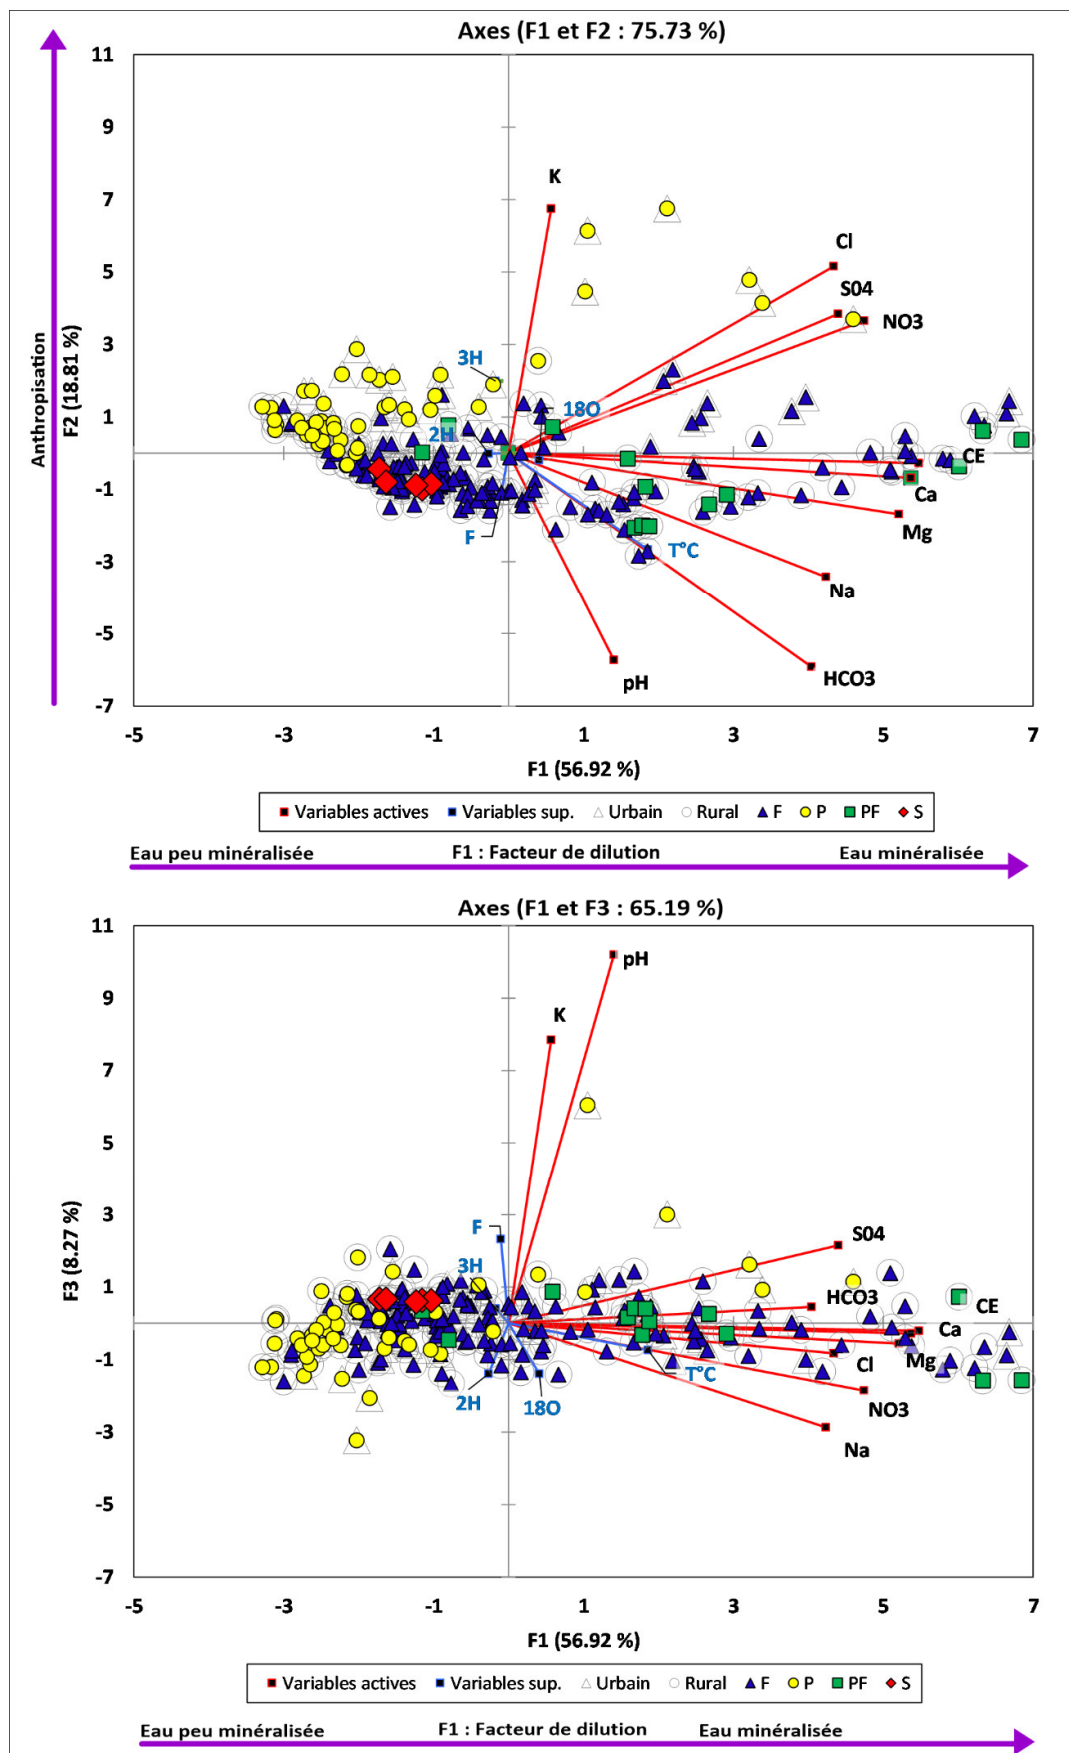 Axes (F1 et F2 : 75.73 %)
Anthropisation
F2 (18.81 %)
11
9
7
5
3
1
-1
-3
-5
-7
K
Cl
S04
NO3
3H
18O
2H
CE
Ca
Mg
F
T°C
Na
HCO3
pH
-5 -3 -1 1 3 5 7
F1 (56.92 %)
Variables actives Variables sup. Urbain Rural F P PF S
Eau peu minéralisée F1 : Facteur de dilution Eau minéralisée
Axes (F1 et F3 : 65.19 %)
F3 (8.27 %)
11
9
7
5
3
1
-1
-3
-5
-7
pH
K
F
S04
3H
HCO3
CE
Ca
Mg
Cl
T°C
2H
18O
NO3
Na
-5 -3 -1 1 3 5 7
F1 (56.92 %)
Variables actives Variables sup. Urbain Rural F P PF S
Eau peu minéralisée F1 : Facteur de dilution Eau minéralisée